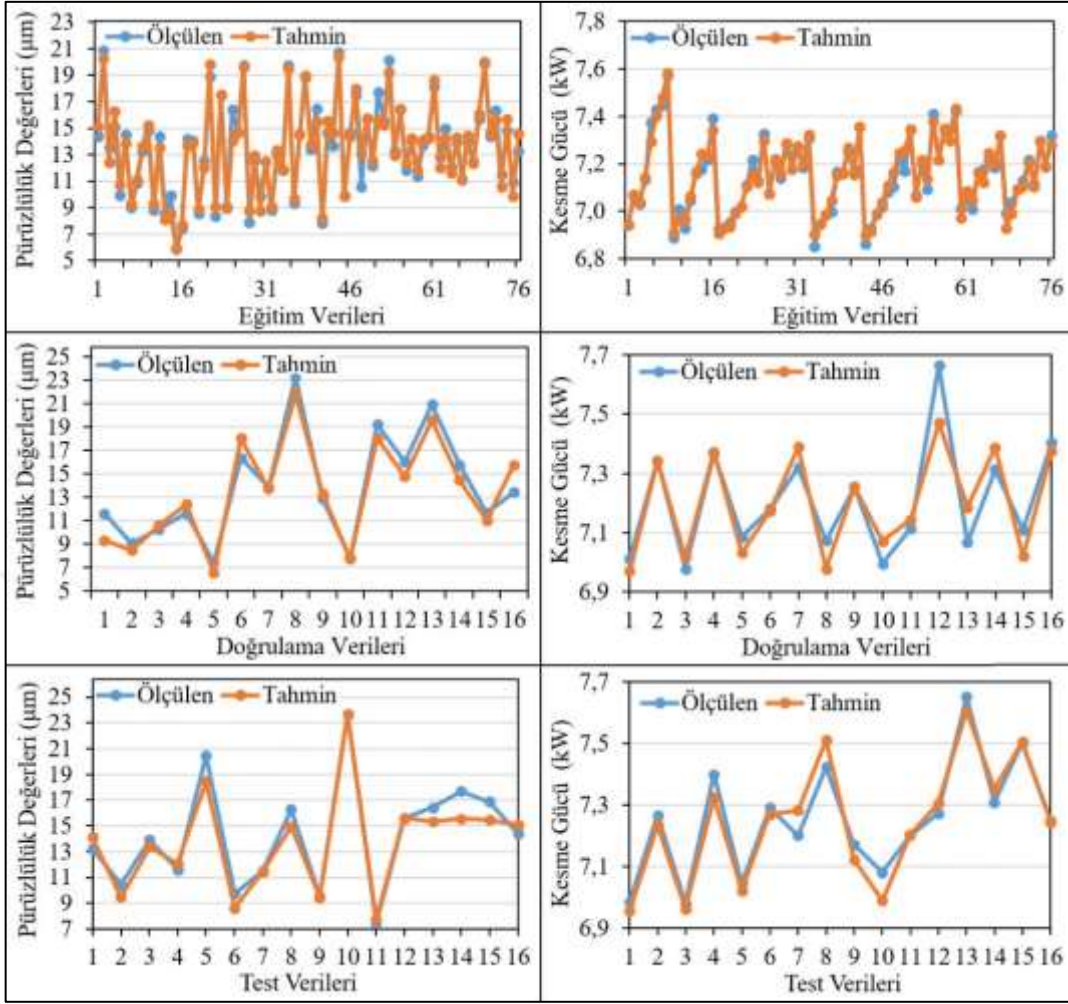 Pürüzlülük Değerleri (µm)
23
21
19
17
15
13
11
9
7
5
Ölçülen
Tahmin
1 16 31 46 61 76
Eğitim Verileri
Kesme Gücü (kW)
7,8
7,6
7,4
7,2
7,0
6,8
Ölçülen
Tahmin
1 16 31 46 61 76
Eğitim Verileri
Pürüzlülük Değerleri (µm)
25
23
21
19
17
15
13
11
9
7
5
Ölçülen
Tahmin
1 2 3 4 5 6 7 8 9 10 11 12 13 14 15 16
Doğrulama Verileri
Kesme Gücü (kW)
7,7
7,5
7,3
7,1
6,9
Ölçülen
Tahmin
1 2 3 4 5 6 7 8 9 10 11 12 13 14 15 16
Doğrulama Verileri
Pürüzlülük Değerleri (µm)
25
23
21
19
17
15
13
11
9
7
Ölçülen
Tahmin
1 2 3 4 5 6 7 8 9 10 11 12 13 14 15 16
Test Verileri
Kesme Gücü (kW)
7,7
7,5
7,3
7,1
6,9
Ölçülen
Tahmin
1 2 3 4 5 6 7 8 9 10 11 12 13 14 15 16
Test Verileri